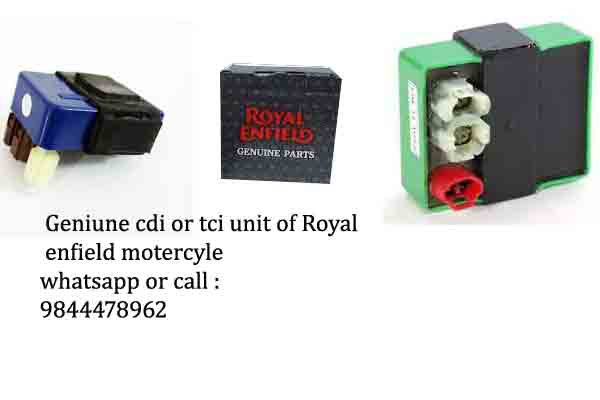 ROYAL
ENFIELD
GENUINE PARTS
Geniune cdi or tci unit of Royal
enfield motercyle
whatsapp or call :
9844478962